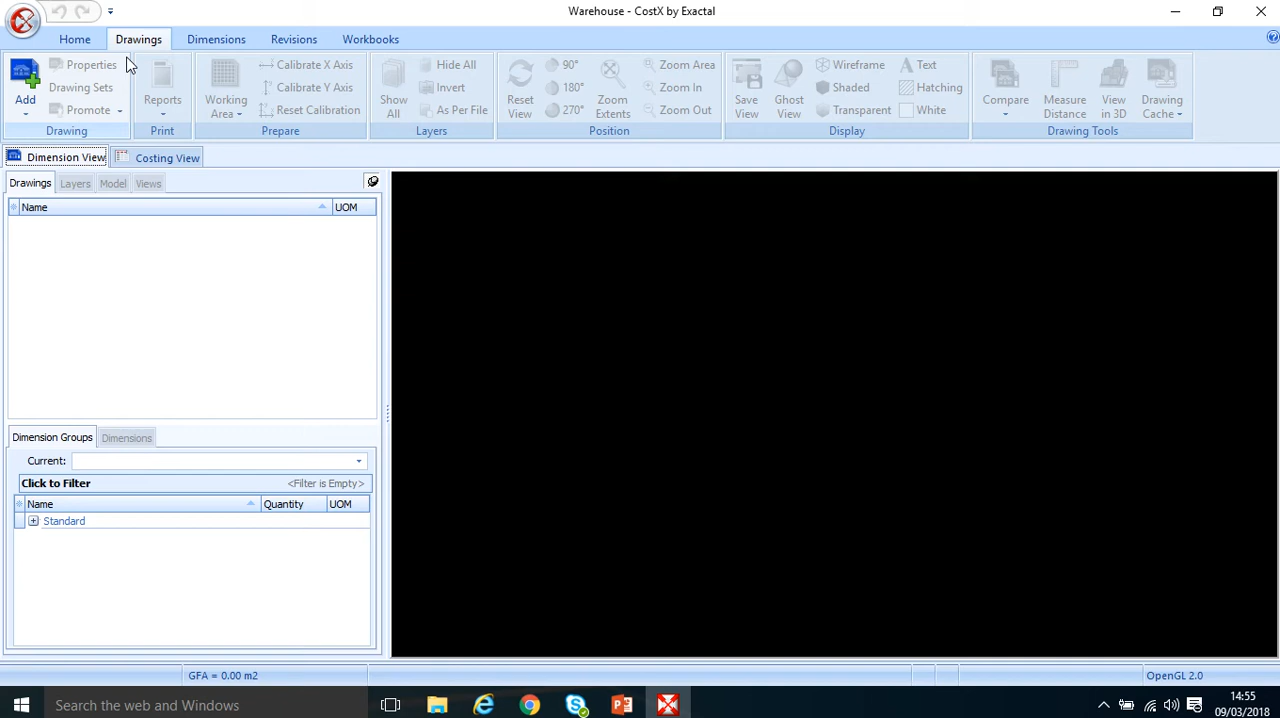 Warehouse - CostX by Exactal
Home Drawings Dimensions Revisions Workbooks
Properties Calibrate X Axis Hide All 90° Zoom Area Wireframe Text
Drawing Sets Calibrate Y Axis Invert 180° Zoom In Shaded Hatching
Add Promote Reports Working Area Reset Calibration Show All As Per File Reset View 270° Zoom Extents Zoom Out Save View Ghost View Transparent White Compare Measure Distance View in 3D Drawing Cache
Drawing Print Prepare Layers Position Display Drawing Tools
Dimension View Costing View
Drawings Layers Model Views
Name UOM
Dimension Groups Dimensions
Current:
Click to Filter <Filter is Empty>
Name Quantity UOM
Standard
GFA = 0.00 m2 OpenGL 2.0
Search the web and Windows 14:55
09/03/2018